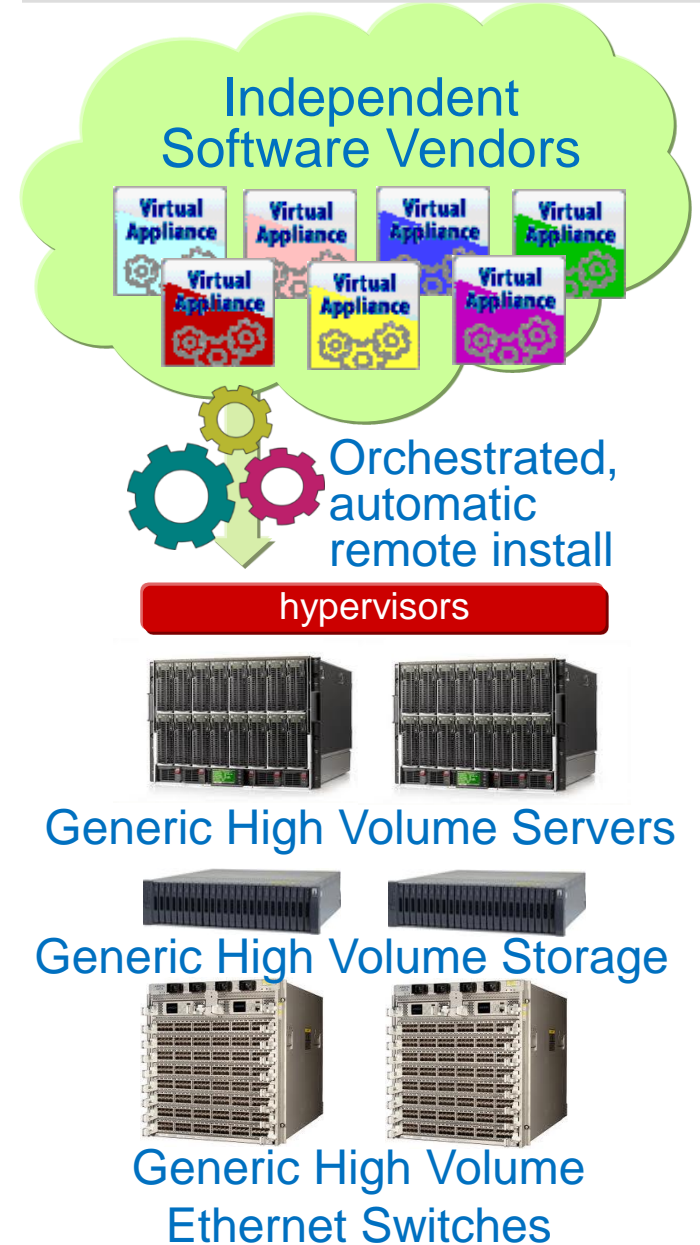 Independent
Software Vendors
Virtual
Appliance
Virtual
Appliance
Virtual
Appliance
Virtual
Appliance
Virtual
Appliance
Virtual
Appliance
Virtual
Appliance
Orchestrated,
automatic
remote install
hypervisors
Generic High Volume Servers
Generic High Volume Storage
Generic High Volume
Ethernet Switches